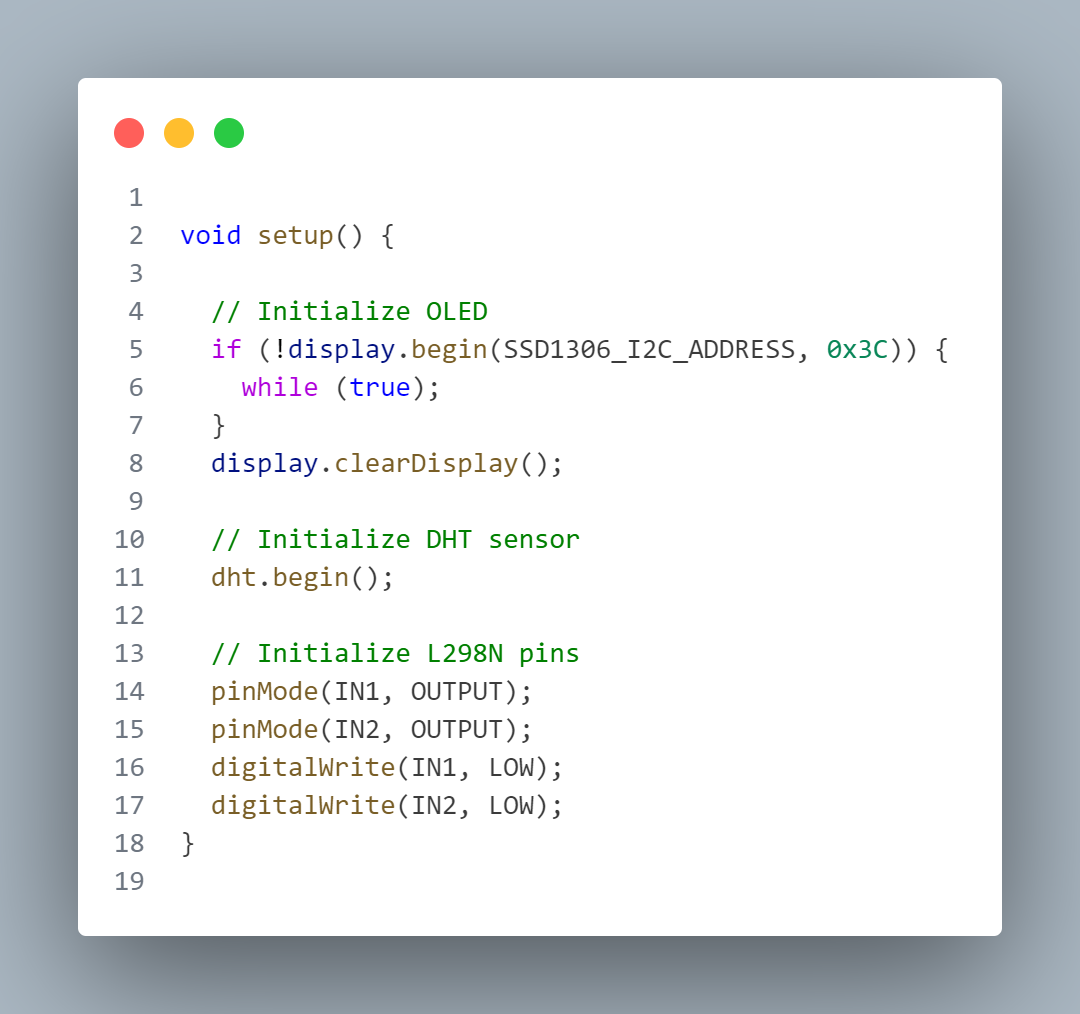 1
2 void setup() {
3
4   // Initialize OLED
5   if (!display.begin(SSD1306_I2C_ADDRESS, 0x3C)) {
6     while (true);
7   }
8   display.clearDisplay();
9
10   // Initialize DHT sensor
11   dht.begin();
12
13   // Initialize L298N pins
14   pinMode(IN1, OUTPUT);
15   pinMode(IN2, OUTPUT);
16   digitalWrite(IN1, LOW);
17   digitalWrite(IN2, LOW);
18 }
19